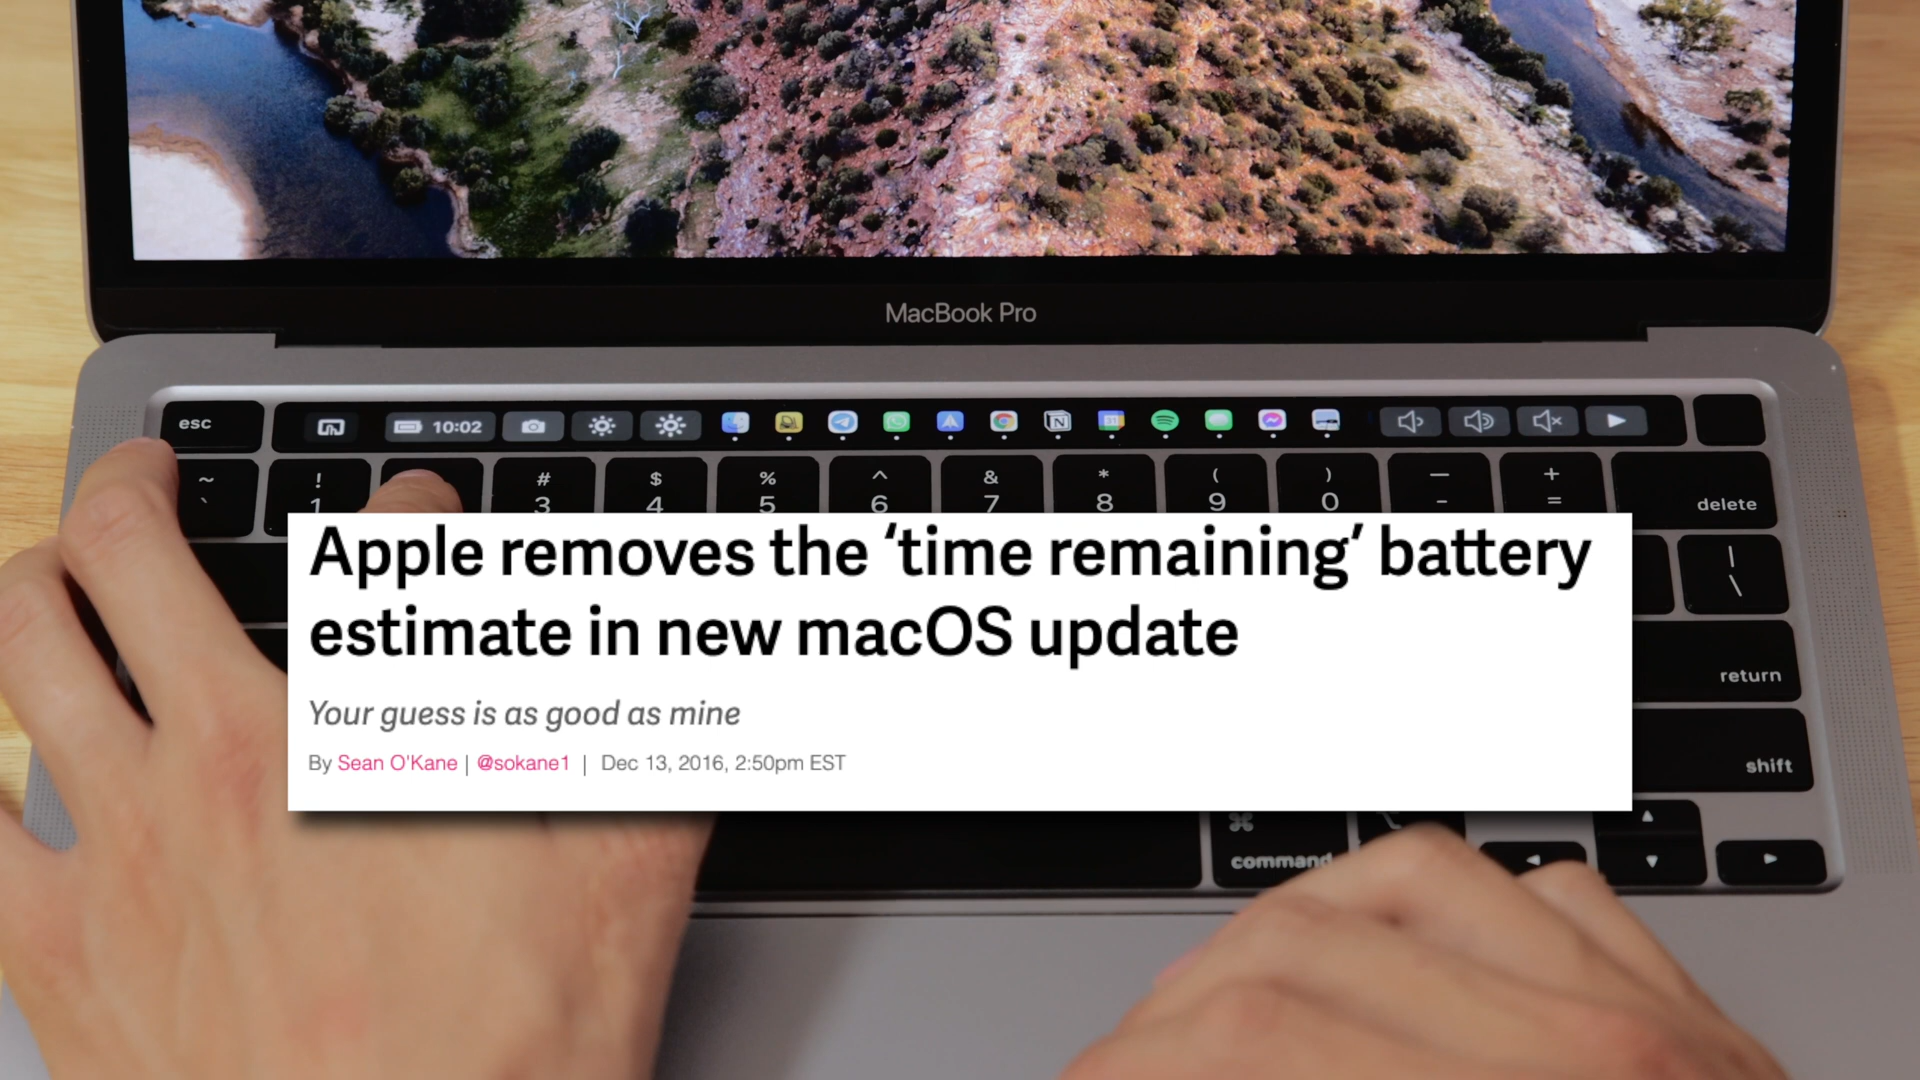 MacBook Pro
esc
10:02
~ ! # $ % ^ & * ( ) — +
` 1 3 4 5 6 7 8 9 0 - =
delete
Apple removes the ‘time remaining’ battery
estimate in new macOS update
|
\
return
Your guess is as good as mine
By Sean O'Kane | @sokane1 | Dec 13, 2016, 2:50pm EST
shift
⌘
command